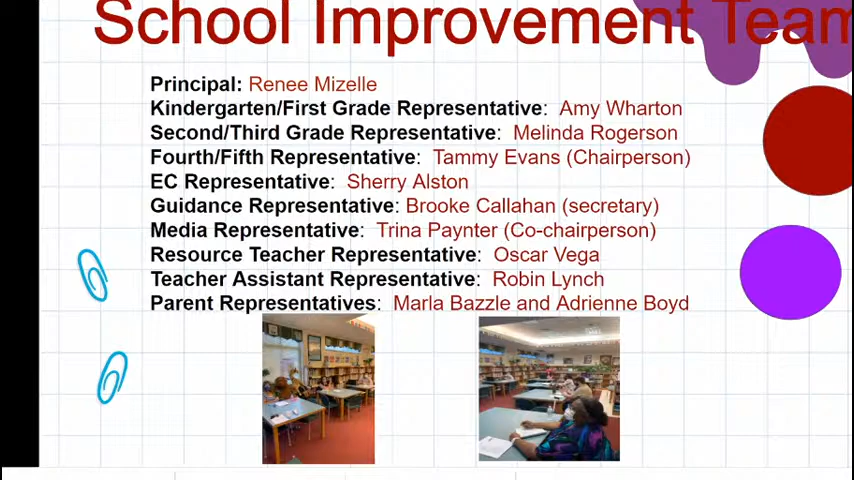 School Improvement Team
Principal: Renee Mizelle
Kindergarten/First Grade Representative: Amy Wharton
Second/Third Grade Representative: Melinda Rogerson
Fourth/Fifth Representative: Tammy Evans (Chairperson)
EC Representative: Sherry Alston
Guidance Representative: Brooke Callahan (secretary)
Media Representative: Trina Paynter (Co-chairperson)
Resource Teacher Representative: Oscar Vega
Teacher Assistant Representative: Robin Lynch
Parent Representatives: Marla Bazzle and Adrienne Boyd